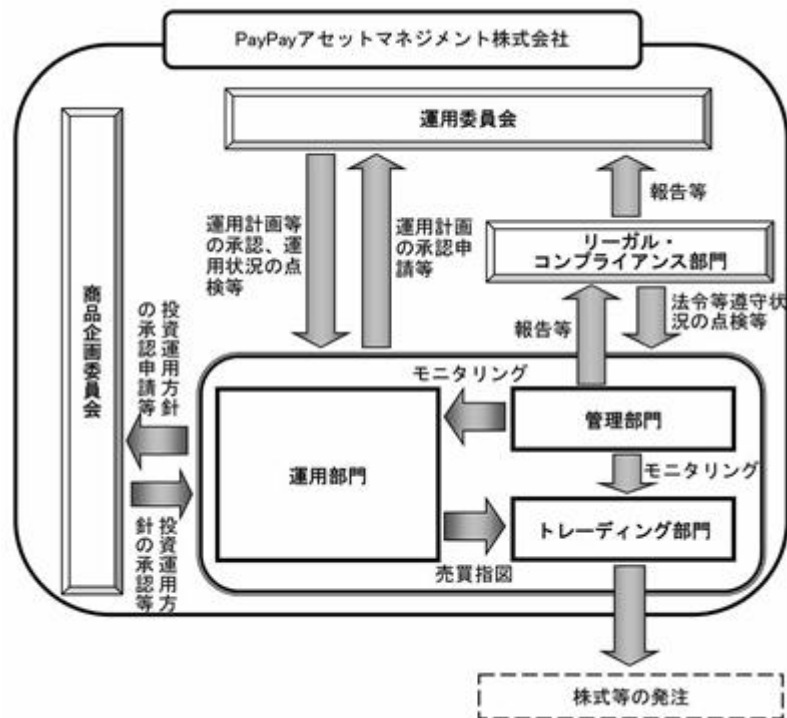 PayPayアセットマネジメント株式会社
運用委員会
運用計画等
の承認、運
用状況の点
検等
運用計画
の承認申
請等
報告等
リーガル・
コンプライアンス部門
報告等
法令等遵守状
況の点検等
商品企画委員会
投資運用方針
の承認申請等
投資運用方
針の承認等
モニタリング
管理部門
運用部門
モニタリング
トレーディング部門
売買指図
株式等の発注